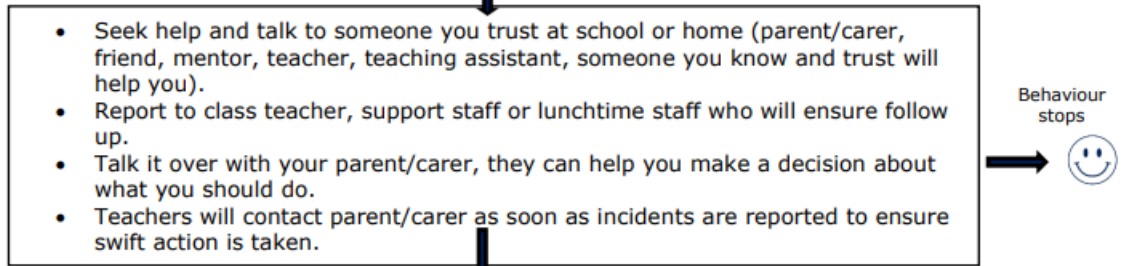 • Seek help and talk to someone you trust at school or home (parent/carer,
friend, mentor, teacher, teaching assistant, someone you know and trust will
help you).
• Report to class teacher, support staff or lunchtime staff who will ensure follow
up.
• Talk it over with your parent/carer, they can help you make a decision about
what you should do.
• Teachers will contact parent/carer as soon as incidents are reported to ensure
swift action is taken.
Behaviour
stops